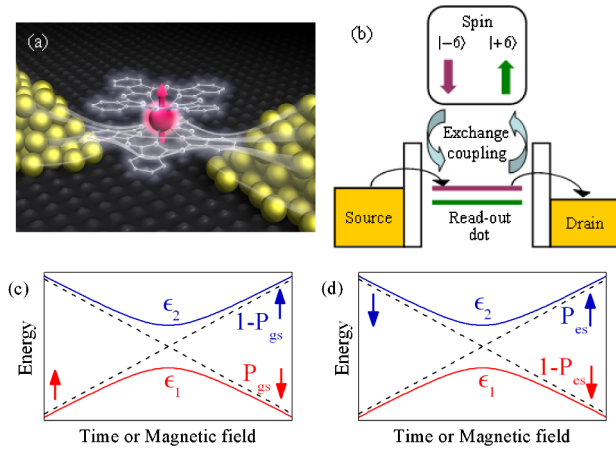 (a)
(b)
Spin
|−6⟩ |+6⟩
Exchange
coupling
Source
Read-out
dot
Drain
(c)
ϵ2
1-Pgs
Pgs
ϵ1
Energy
Time or Magnetic field
(d)
ϵ2
Pes
1-Pes
ϵ1
Energy
Time or Magnetic field